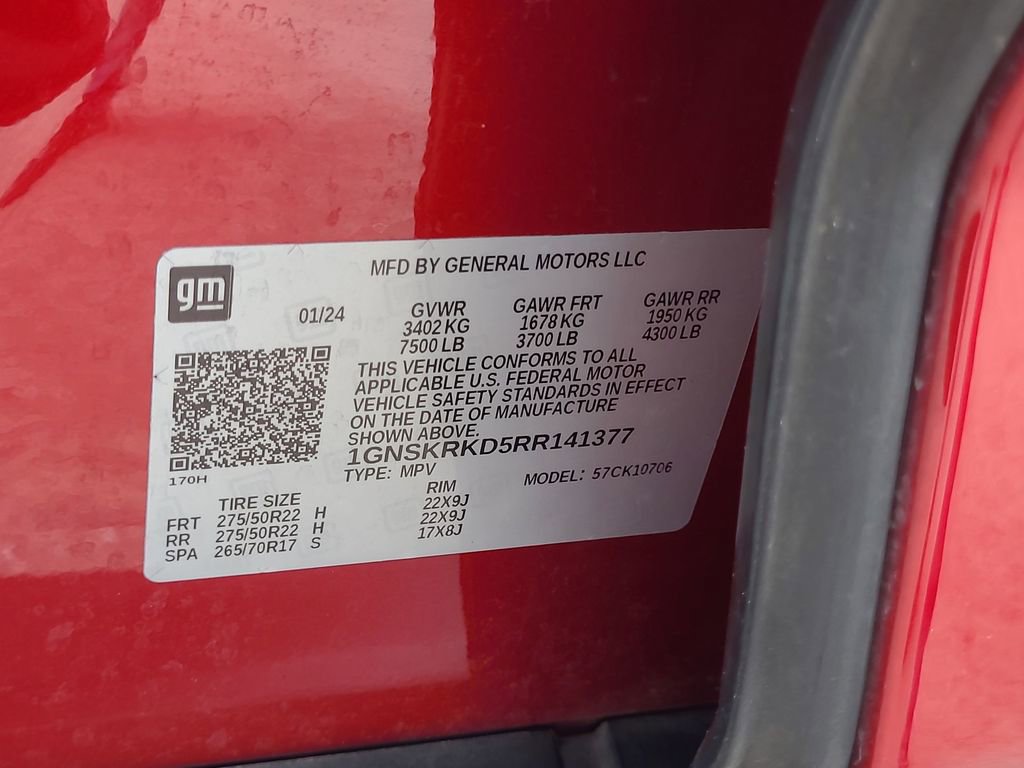 gm
MFD BY GENERAL MOTORS LLC
01/24
GVWR GAWR FRT GAWR RR
3402 KG 1678 KG 1950 KG
7500 LB 3700 LB 4300 LB
THIS VEHICLE CONFORMS TO ALL
APPLICABLE U.S. FEDERAL MOTOR
VEHICLE SAFETY STANDARDS IN EFFECT
ON THE DATE OF MANUFACTURE
SHOWN ABOVE.
1GNSKRKD5RR141377
TYPE: MPV MODEL: 57CK10706
170H
TIRE SIZE RIM
FRT 275/50R22 H 22X9J
RR 275/50R22 H 22X9J
SPA 265/70R17 S 17X8J